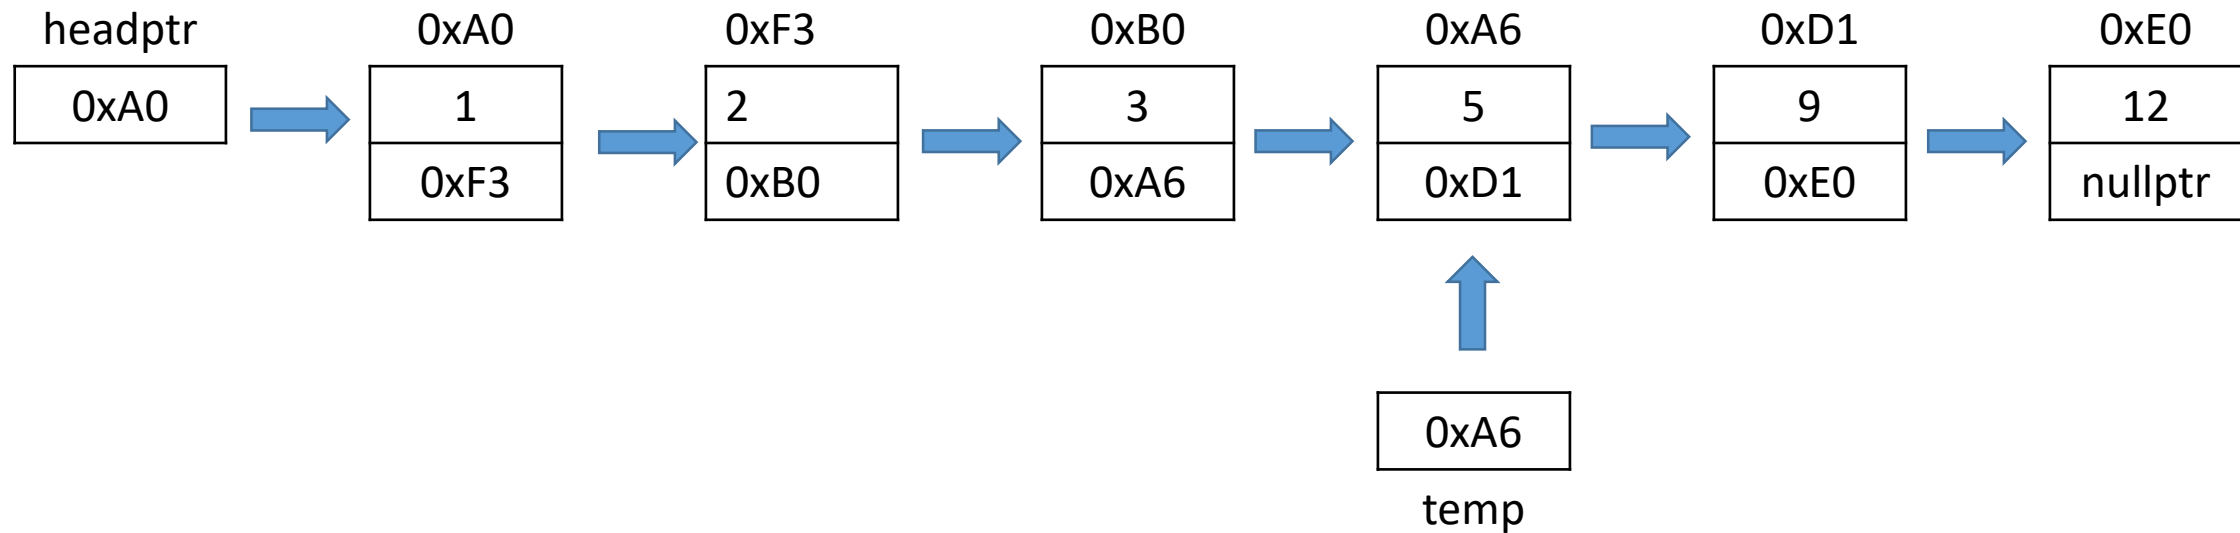 headptr 0xA0 0xF3 0xB0 0xA6 0xD1 0xE0
0xA0 1 2 3 5 9 12
0xF3 0xB0 0xA6 0xD1 0xE0 nullptr
0xA6
temp